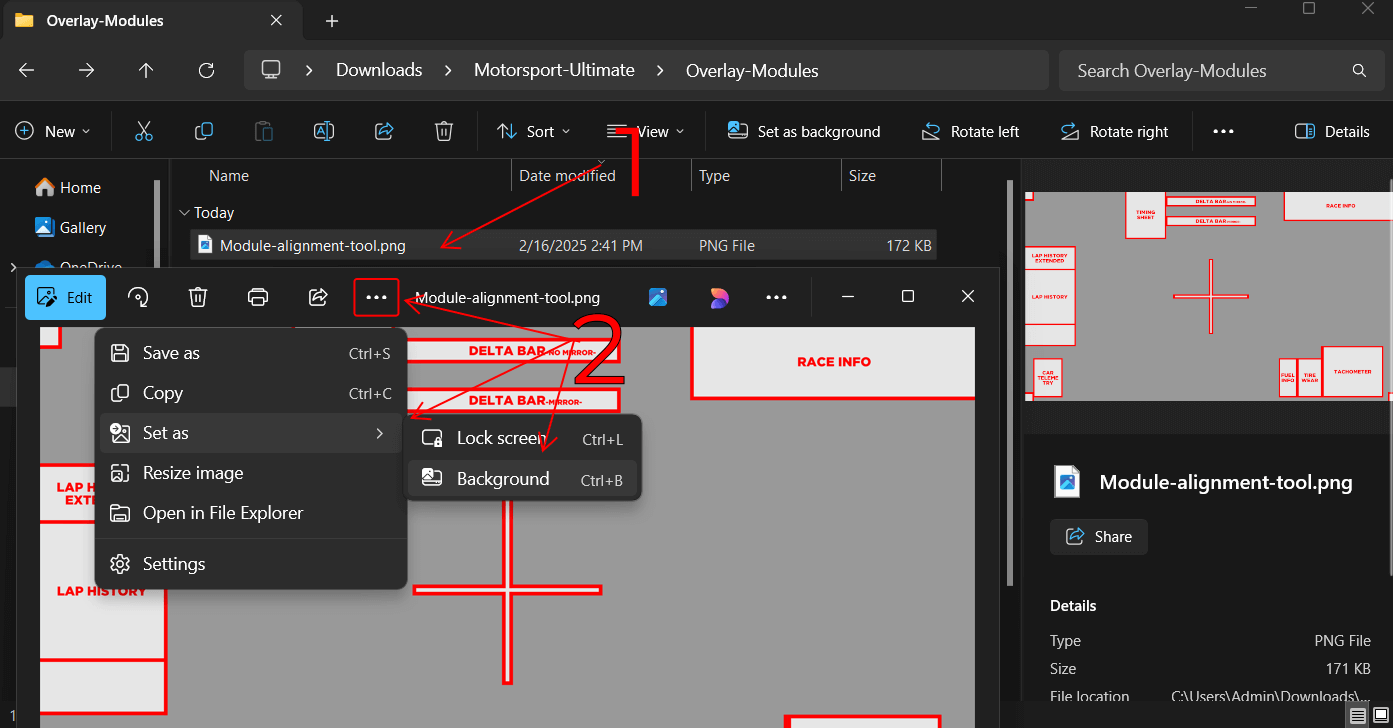 Overlay-Modules
Downloads > Motorsport-Ultimate > Overlay-Modules
Search Overlay-Modules
New
Sort
View
Set as background
Rotate left
Rotate right
Details
1
Home
Gallery
OneDrive
Name
Date modified
Type
Size
Today
Module-alignment-tool.png 2/16/2025 2:41 PM PNG File 172 KB
Edit
Module-alignment-tool.png
2
Save as Ctrl+S
Copy Ctrl+C
Set as
Resize image
Open in File Explorer
Settings
Lock screen Ctrl+L
Background Ctrl+B
DELTA BAR-NO MIRROR-
DELTA BAR-MIRROR-
RACE INFO
LAP H
EXT
LAP HISTORY
TIMING
SHEET
DELTA BAR
DELTA BAR
RACE INFO
LAP HISTORY
EXTENDED
LAP HISTORY
CAR
TELEME
TRY
FUEL
INFO
TIRE
WEAR
TACHOMETER
Module-alignment-tool.png
Share
Details
Type PNG File
Size 171 KB
File location C:\Users\Admin\Downloads\...
1